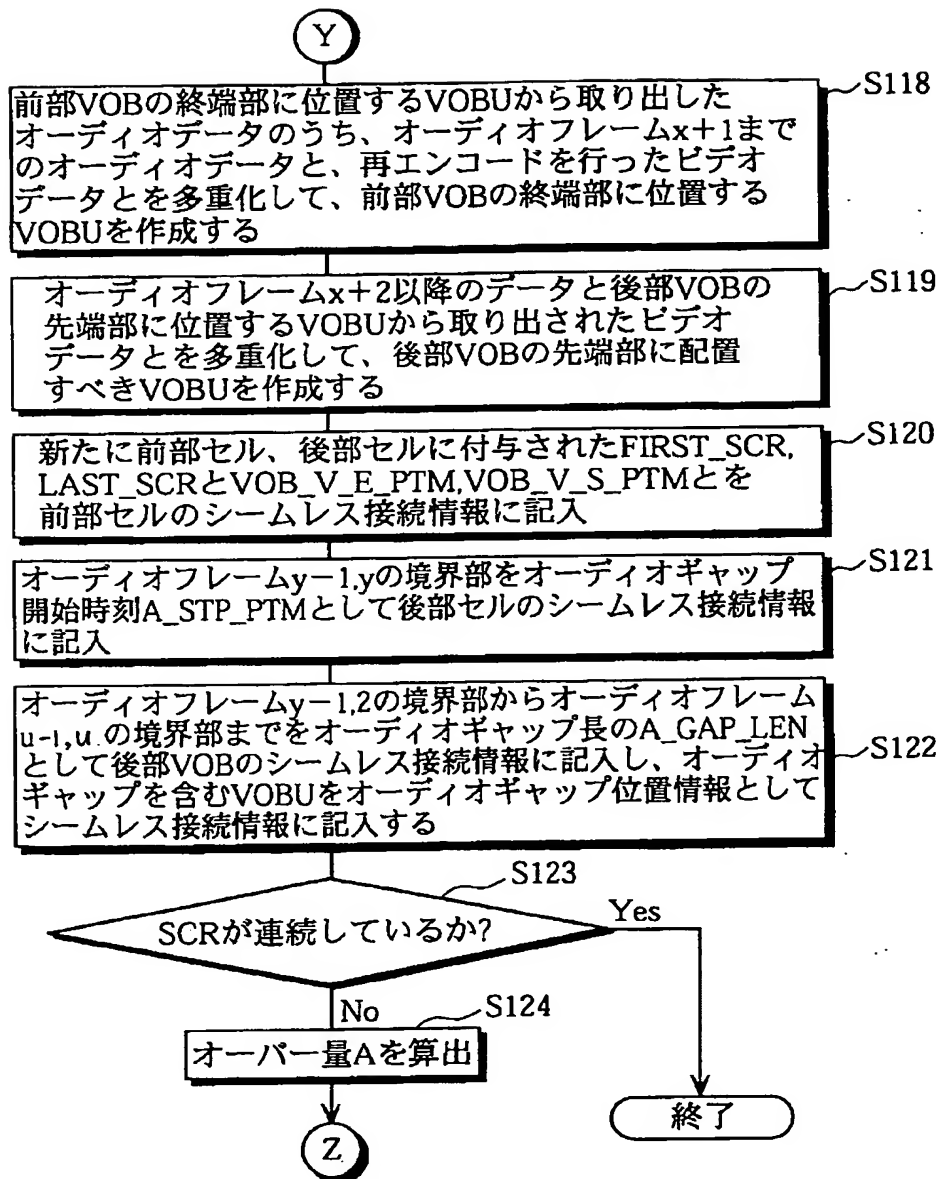 Y
S118
前部VOBの終端部に位置するVOBUから取り出した
オーディオデータのうち、オーディオフレームx+1まで
のオーディオデータと、再エンコードを行ったビデオ
データとを多重化して、前部VOBの終端部に位置する
VOBUを作成する
S119
オーディオフレームx+2以降のデータと後部VOBの
先端部に位置するVOBUから取り出されたビデオ
データとを多重化して、後部VOBの先端部に配置
すべきVOBUを作成する
S120
新たに前部セル、後部セルに付与されたFIRST_SCR,
LAST_SCRとVOB_V_E_PTM,VOB_V_S_PTMとを
前部セルのシームレス接続情報に記入
S121
オーディオフレームy-1,yの境界部をオーディオギャップ
開始時刻A_STP_PTMとして後部セルのシームレス接続情報
に記入
S122
オーディオフレームy-1,2の境界部からオーディオフレーム
u-1,u.の境界部までをオーディオギャップ長のA_GAP_LEN
として後部VOBのシームレス接続情報に記入し、オーディオ
ギャップを含むVOBUをオーディオギャップ位置情報として
シームレス接続情報に記入する
S123
SCRが連続しているか?
Yes
No
S124
オーバー量Aを算出
終了
Z